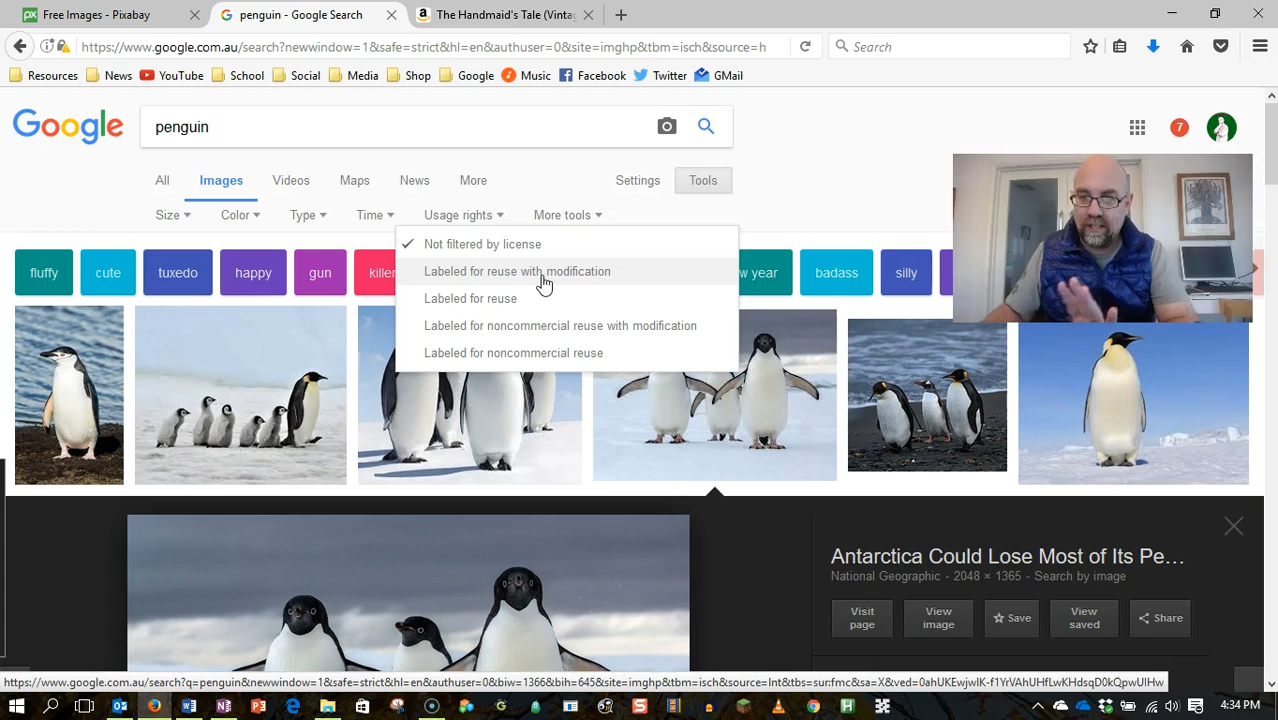 Free Images - Pixabay
penguin - Google Search
The Handmaid's Tale (Vinta
https://www.google.com.au/search?newwindow=1&safe=strict&hl=en&authuser=0&site=imghp&tbm=isch&source=h
Search
Resources News YouTube School Social Media Shop Google Music Facebook Twitter GMail
Google
penguin
7
All Images Videos Maps News More Settings Tools
Size Color Type Time Usage rights More tools
Not filtered by license
Labeled for reuse with modification
Labeled for reuse
Labeled for noncommercial reuse with modification
Labeled for noncommercial reuse
fluffy cute tuxedo happy gun killer w year badass silly
Antarctica Could Lose Most of Its Pe...
National Geographic - 2048 × 1365 - Search by image
Visit page
View image
Save
View saved
Share
https://www.google.com.au/search?q=penguin&newwindow=1&safe=strict&hl=en&authuser=0&biw=1366&bih=645&site=imghp&tbm=isch&source=lnt&tbs=sur:fmc&sa=X&ved=0ahUKEwjwIK-f1YrVAhUHfLwKHdsqD0kQpwUIHw
4:34 PM